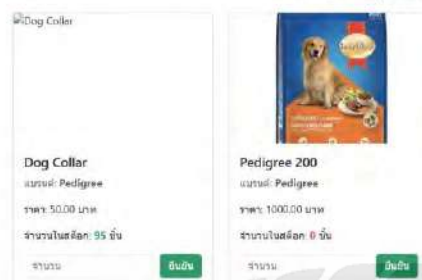 Dog Collar
Dog Collar
แบรนด์: Pedigree
ราคา: 50.00 บาท
จำนวนในสต็อก: 95 ชิ้น
จำนวน
ยืนยัน
Pedigree 200
แบรนด์: Pedigree
ราคา: 1000.00 บาท
จำนวนในสต็อก: 0 ชิ้น
จำนวน
ยืนยัน